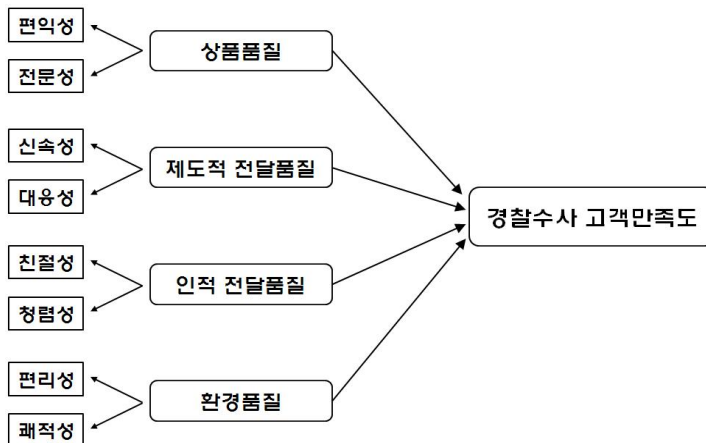 편익성
전문성
상품품질
신속성
대응성
제도적 전달품질
친절성
청렴성
인적 전달품질
편리성
쾌적성
환경품질
경찰수사 고객만족도